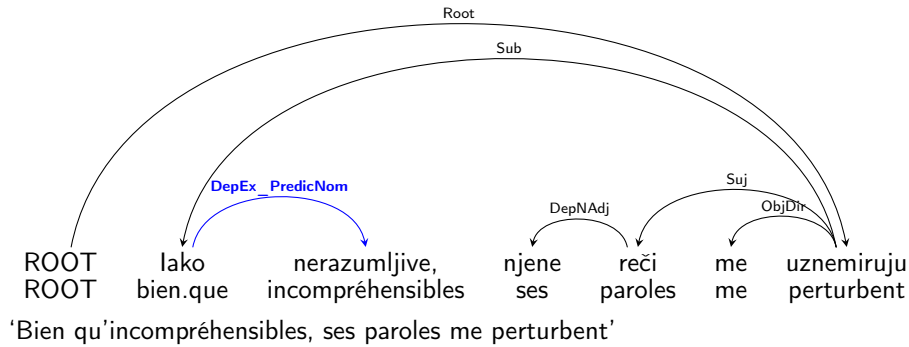 Root
Sub
DepEx_PredicNom
Suj
DepNAdj
ObjDir
ROOT Iako nerazumljive, njene reči me uznemiruju
ROOT bien.que incompréhensibles ses paroles me perturbent
‘Bien qu’incompréhensibles, ses paroles me perturbent’